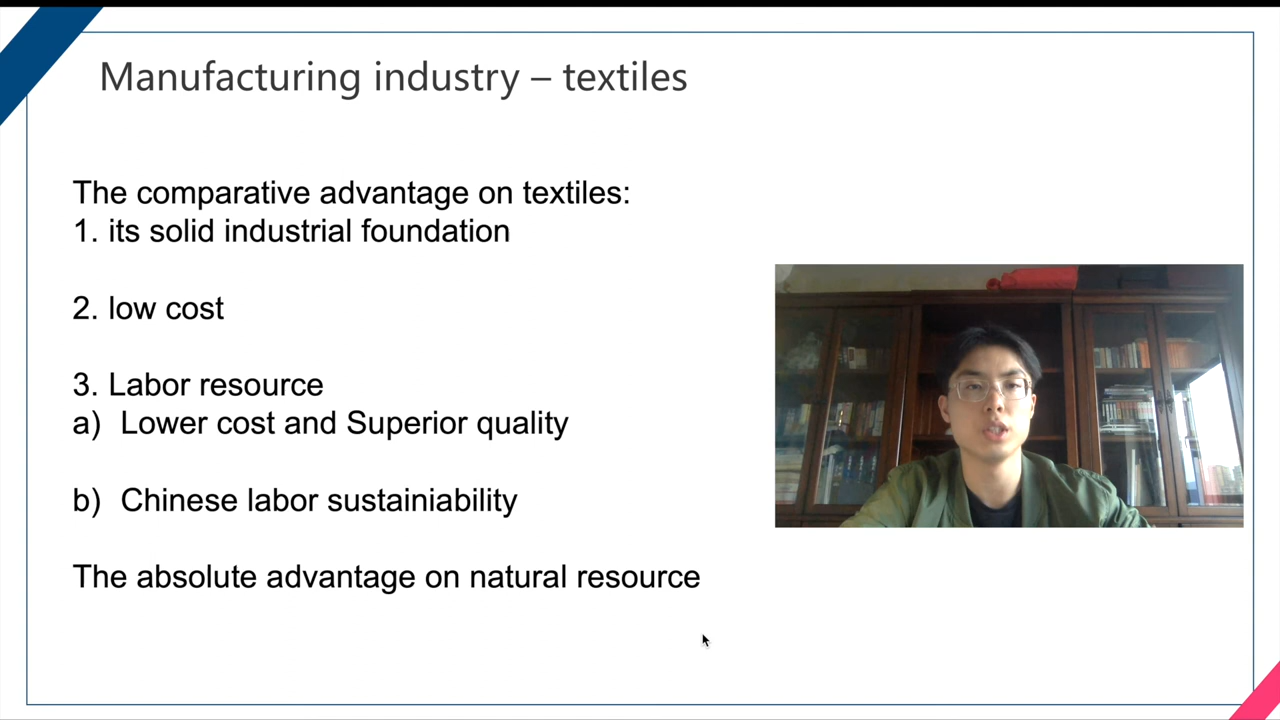 Manufacturing industry – textiles
The comparative advantage on textiles:
1. its solid industrial foundation
2. low cost
3. Labor resource
a) Lower cost and Superior quality
b) Chinese labor sustainiability
The absolute advantage on natural resource